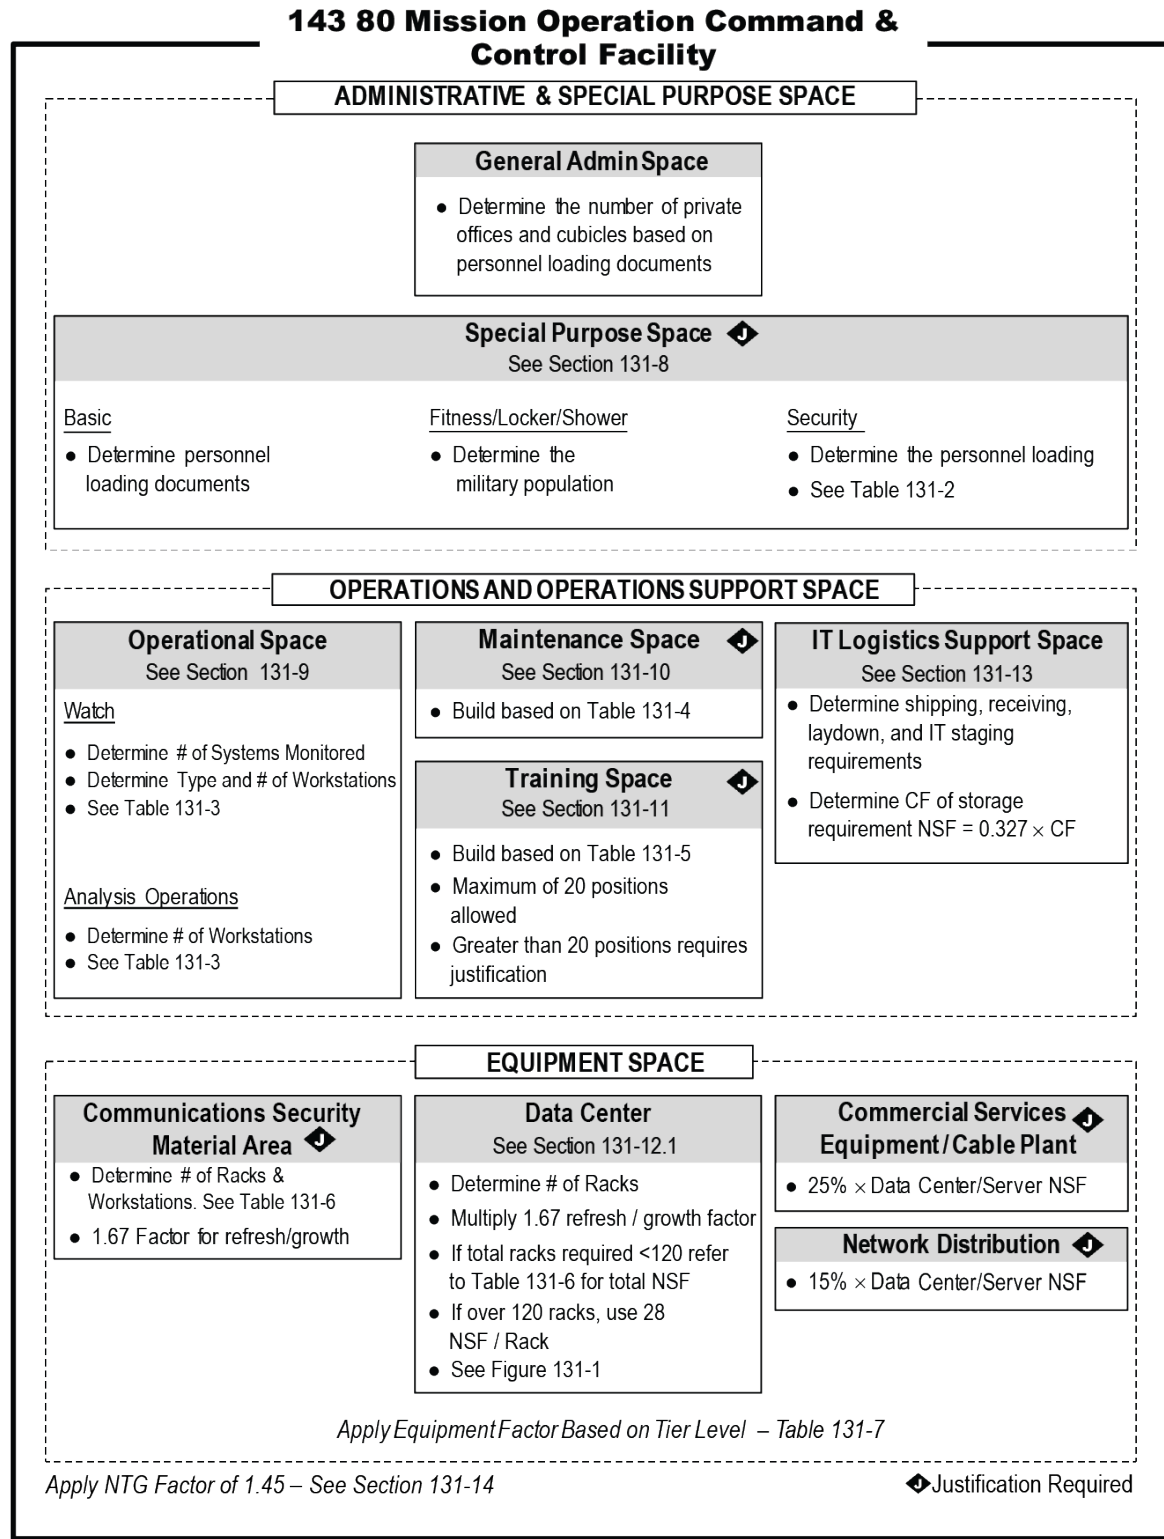 143 80 Mission Operation Command &
Control Facility
ADMINISTRATIVE & SPECIAL PURPOSE SPACE
General Admin Space
● Determine the number of private
offices and cubicles based on
personnel loading documents
Special Purpose Space J
See Section 131-8
Basic
● Determine personnel
loading documents
Fitness/Locker/Shower
● Determine the
military population
Security
● Determine the personnel loading
● See Table 131-2
OPERATIONS AND OPERATIONS SUPPORT SPACE
Operational Space
See Section 131-9
Watch
● Determine # of Systems Monitored
● Determine Type and # of Workstations
● See Table 131-3
Analysis Operations
● Determine # of Workstations
● See Table 131-3
Maintenance Space J
See Section 131-10
● Build based on Table 131-4
Training Space J
See Section 131-11
● Build based on Table 131-5
● Maximum of 20 positions
allowed
● Greater than 20 positions requires
justification
IT Logistics Support Space
See Section 131-13
● Determine shipping, receiving,
laydown, and IT staging
requirements
● Determine CF of storage
requirement NSF = 0.327 × CF
EQUIPMENT SPACE
Communications Security
Material Area J
● Determine # of Racks &
Workstations. See Table 131-6
● 1.67 Factor for refresh/growth
Data Center
See Section 131-12.1
● Determine # of Racks
● Multiply 1.67 refresh / growth factor
● If total racks required <120 refer
to Table 131-6 for total NSF
● If over 120 racks, use 28
NSF / Rack
● See Figure 131-1
Commercial Services J
Equipment / Cable Plant
● 25% × Data Center/Server NSF
Network Distribution J
● 15% × Data Center/Server NSF
Apply Equipment Factor Based on Tier Level – Table 131-7
Apply NTG Factor of 1.45 – See Section 131-14
J Justification Required